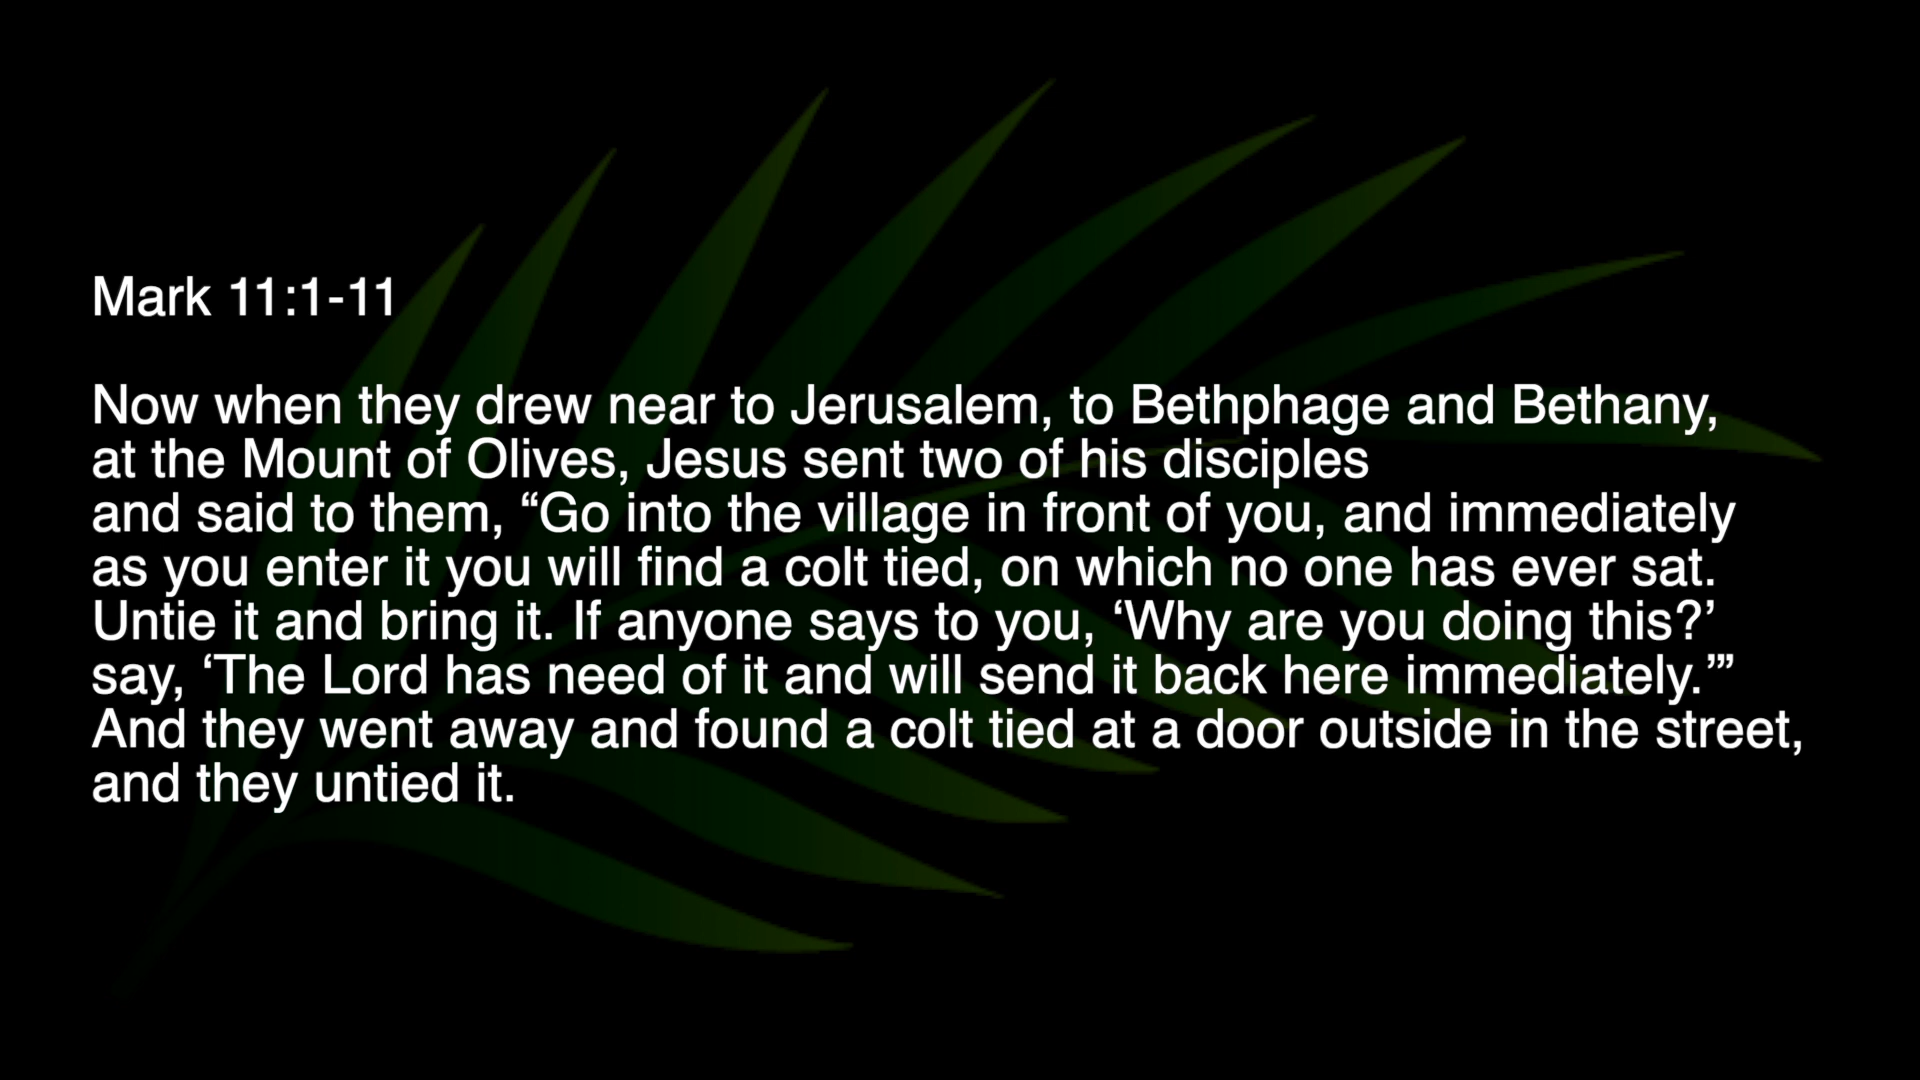 Mark 11:1-11
Now when they drew near to Jerusalem, to Bethphage and Bethany,
at the Mount of Olives, Jesus sent two of his disciples
and said to them, “Go into the village in front of you, and immediately
as you enter it you will find a colt tied, on which no one has ever sat.
Untie it and bring it. If anyone says to you, ‘Why are you doing this?’
say, ‘The Lord has need of it and will send it back here immediately.’”
And they went away and found a colt tied at a door outside in the street,
and they untied it.